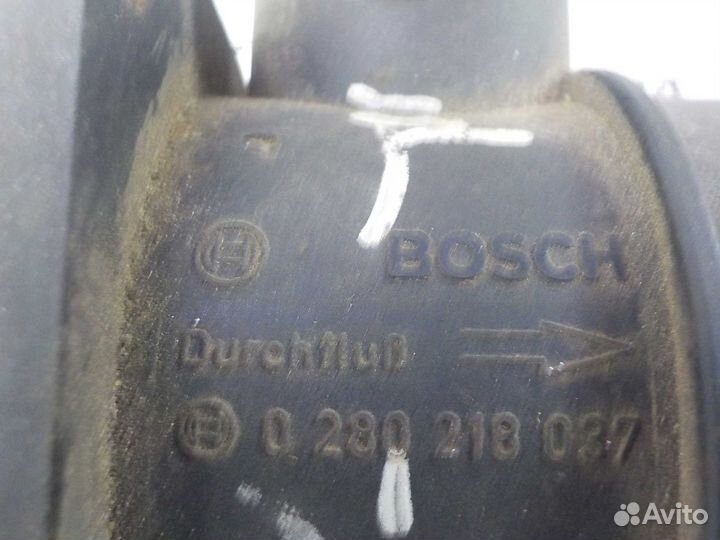 BOSCH
Durchfluß
0 280 218 037
Avito